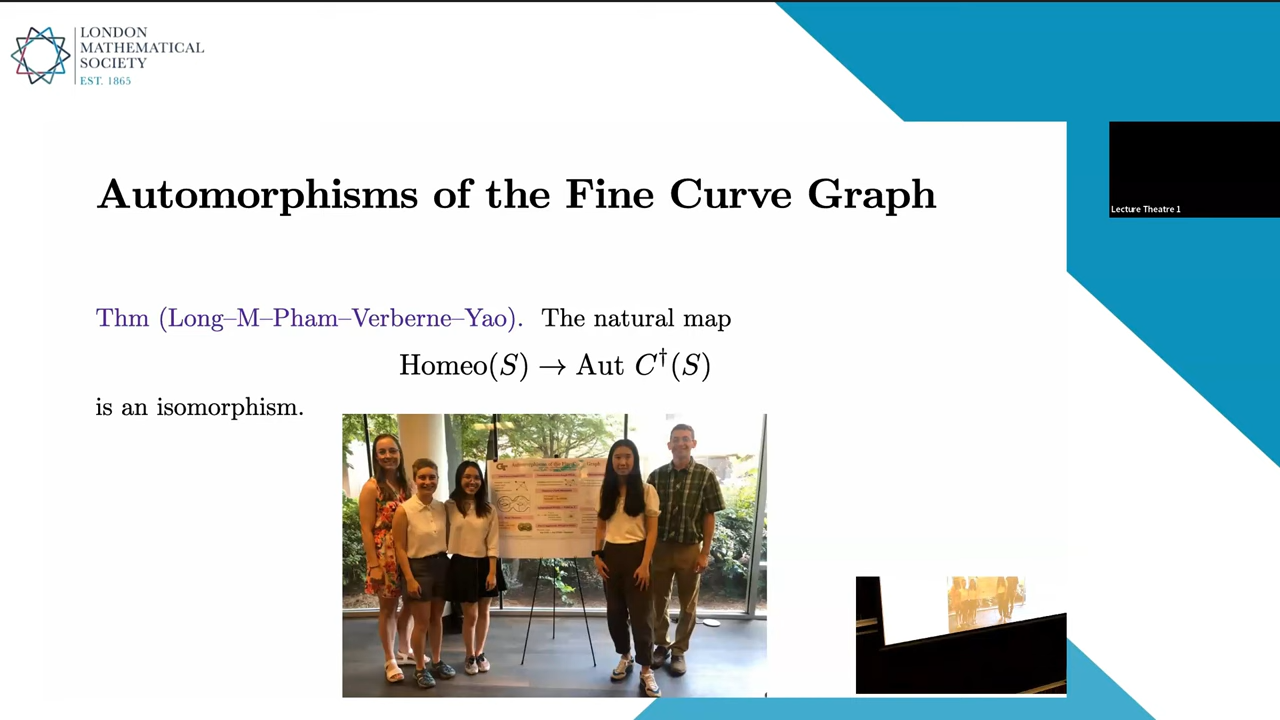 LONDON
MATHEMATICAL
SOCIETY
EST. 1865
Lecture Theatre 1
Automorphisms of the Fine Curve Graph
Thm (Long–M–Pham–Verberne–Yao). The natural map
Homeo(S) → Aut C†(S)
is an isomorphism.